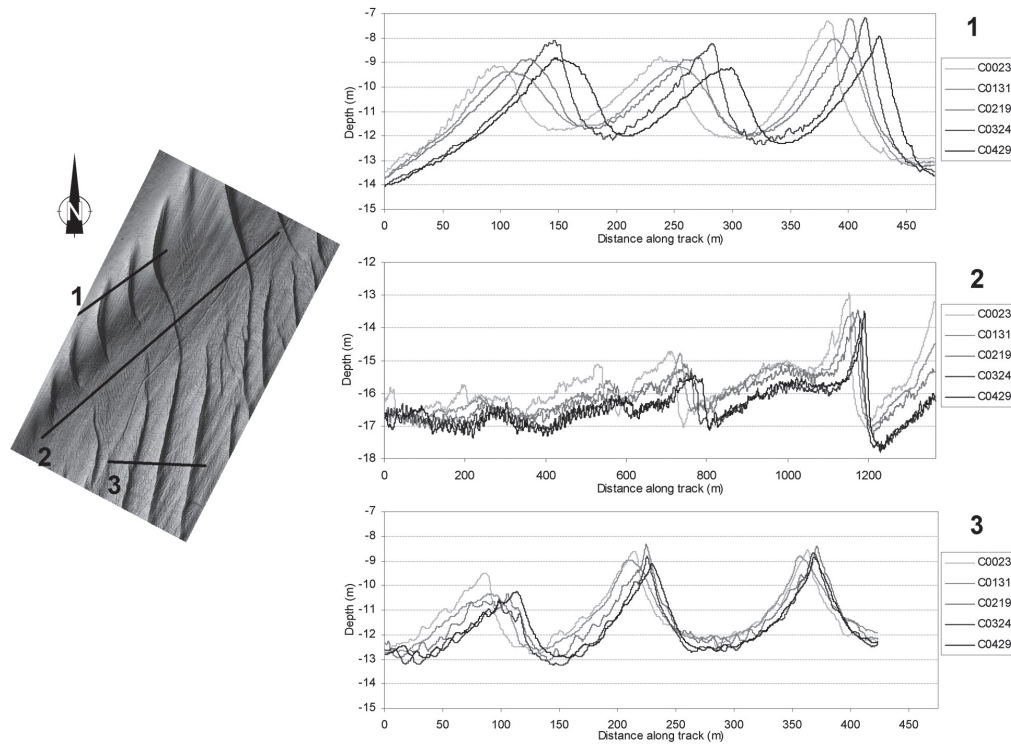 N
1
2
3
1
-7
-8
-9
-10
-11
-12
-13
-14
-15
Depth (m)
0 50 100 150 200 250 300 350 400 450
Distance along track (m)
C0023
C0131
C0219
C0324
C0429
2
-12
-13
-14
-15
-16
-17
-18
Depth (m)
0 200 400 600 800 1000 1200
Distance along track (m)
C0023
C0131
C0219
C0324
C0429
3
-7
-8
-9
-10
-11
-12
-13
-14
-15
Depth (m)
0 50 100 150 200 250 300 350 400 450
Distance along track (m)
C0023
C0131
C0219
C0324
C0429